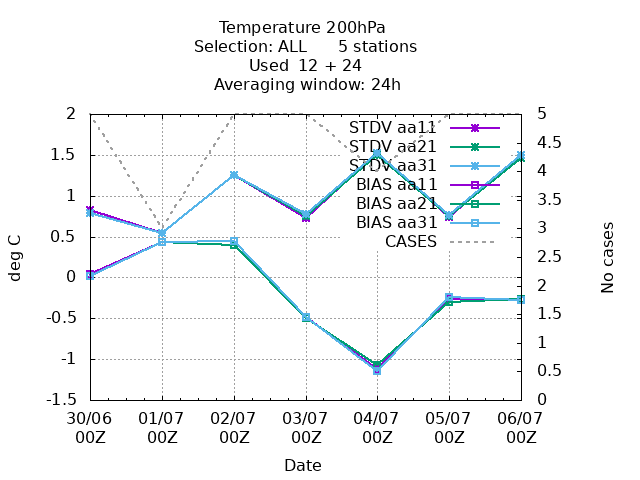 Temperature 200hPa
Selection: ALL 5 stations
Used 12 + 24
Averaging window: 24h
2
1.5
1
0.5
0
-0.5
-1
-1.5
deg C
5
4.5
4
3.5
3
2.5
2
1.5
1
0.5
0
No cases
STDV aa11
STDV aa21
STDV aa31
BIAS aa11
BIAS aa21
BIAS aa31
CASES
30/06 01/07 02/07 03/07 04/07 05/07 06/07
00Z 00Z 00Z 00Z 00Z 00Z 00Z
Date